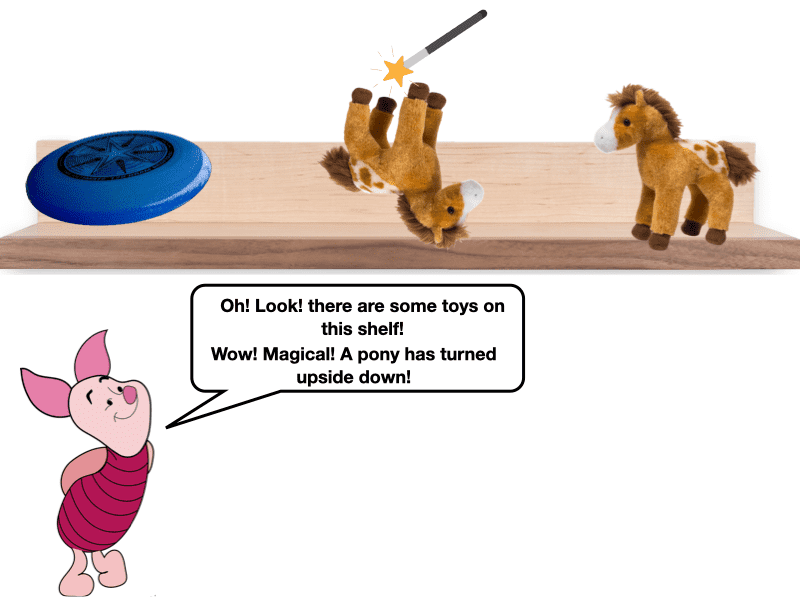 Oh! Look! there are some toys on
this shelf!
Wow! Magical! A pony has turned
upside down!